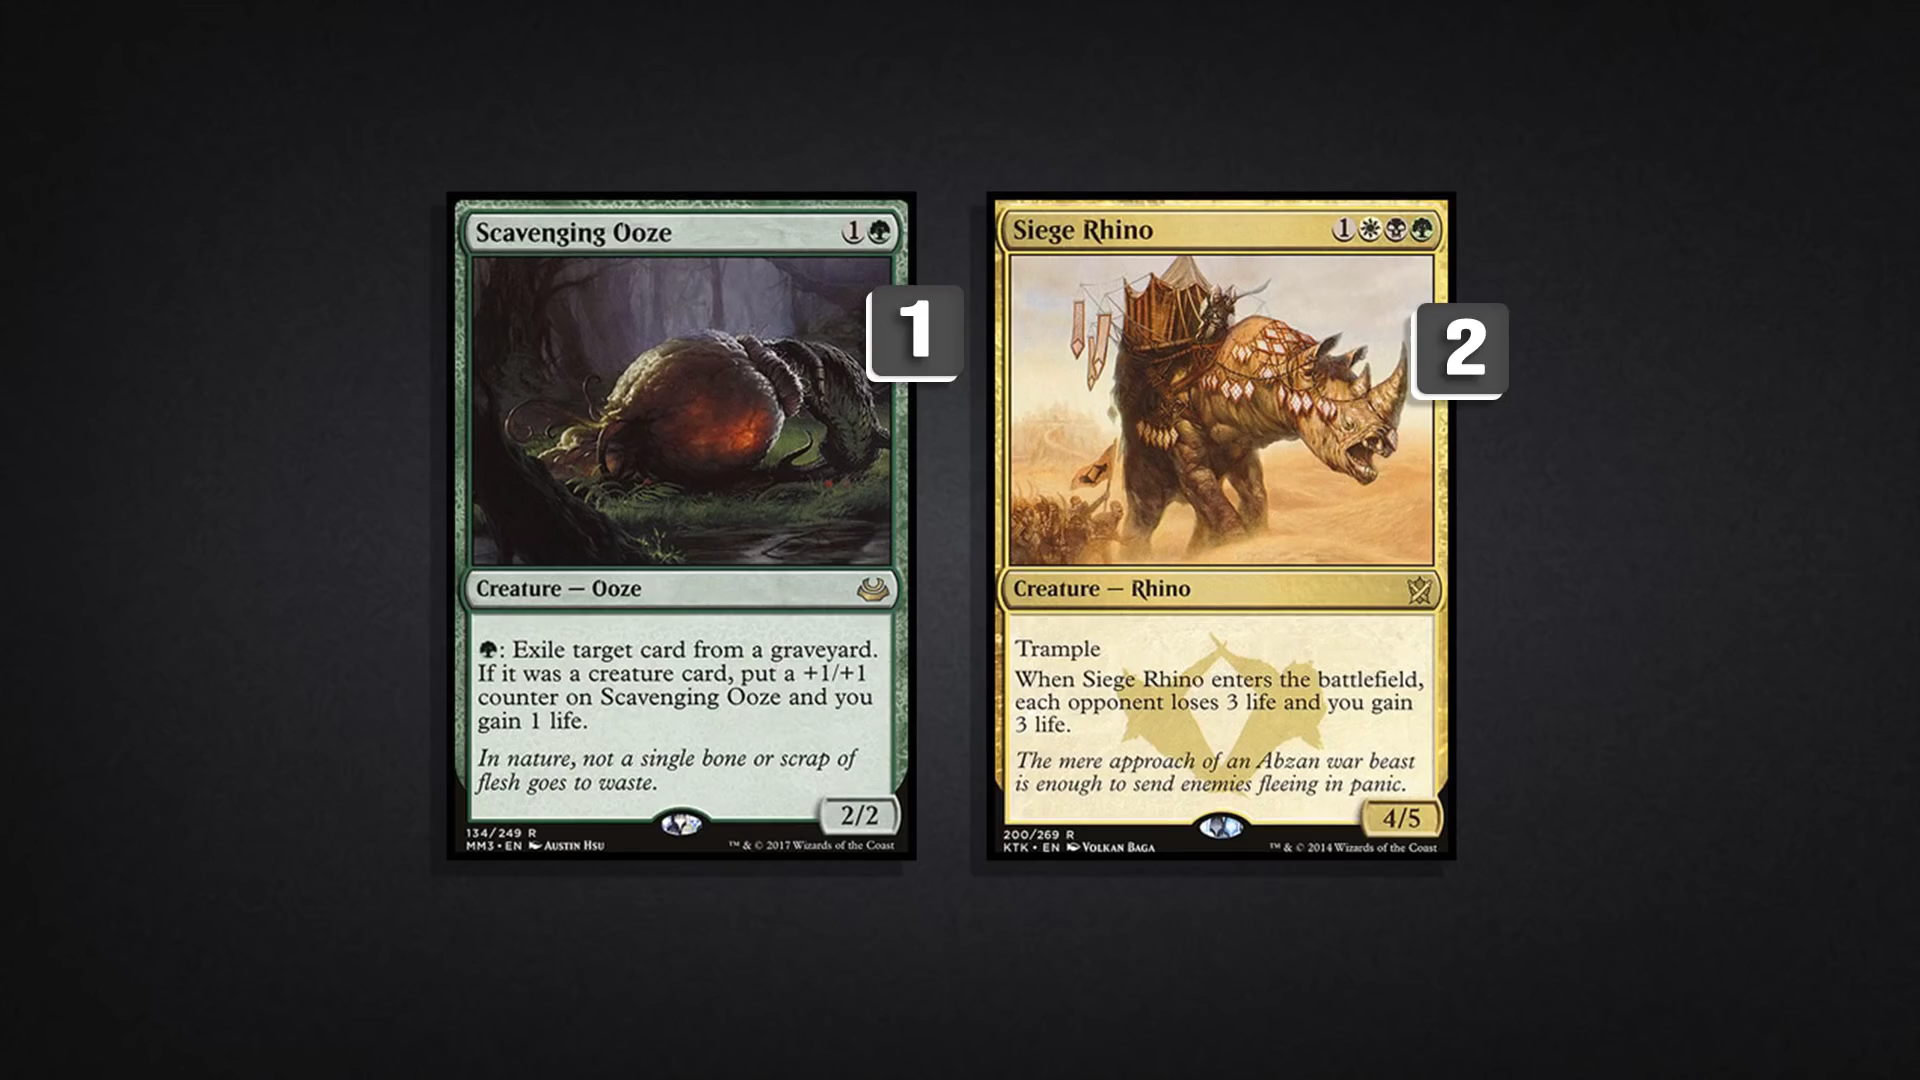 Scavenging Ooze
1
1
Creature — Ooze
: Exile target card from a graveyard.
If it was a creature card, put a +1/+1
counter on Scavenging Ooze and you
gain 1 life.
In nature, not a single bone or scrap of
flesh goes to waste.
2/2
134/249 R
MM3 • EN Austin Hsu
™ & © 2017 Wizards of the Coast
Siege Rhino
1
2
Creature — Rhino
Trample
When Siege Rhino enters the battlefield,
each opponent loses 3 life and you gain
3 life.
The mere approach of an Abzan war beast
is enough to send enemies fleeing in panic.
4/5
200/269 R
KTK • EN Volkan Baga
™ & © 2014 Wizards of the Coast